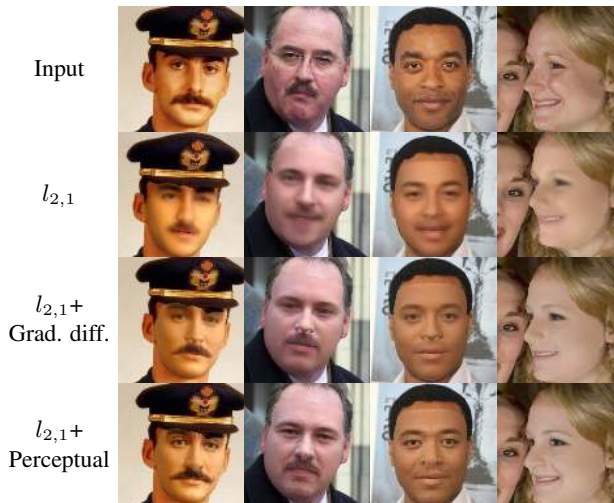 Input
l2,1
l2,1+
Grad. diff.
l2,1+
Perceptual